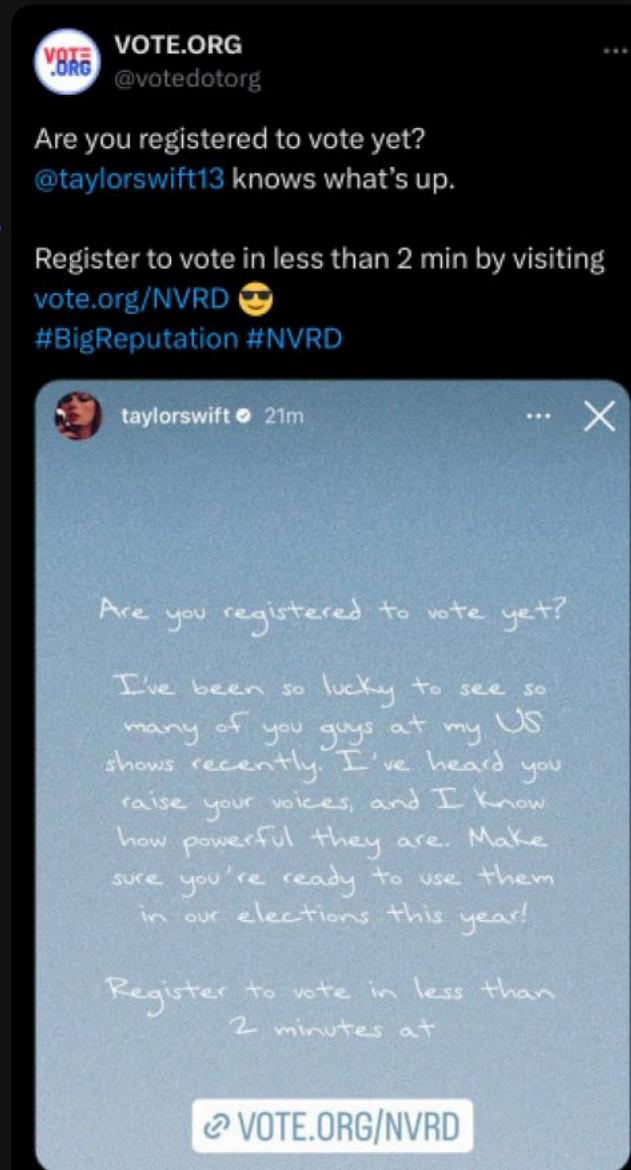 VOTE
.ORG
VOTE.ORG
@votedotorg
Are you registered to vote yet?
@taylorswift13 knows what's up.
Register to vote in less than 2 min by visiting
vote.org/NVRD 😎
#BigReputation #NVRD
taylorswift 21m
Are you registered to vote yet?
I've been so lucky to see so
many of you guys at my US
shows recently. I've heard you
raise your voices, and I know
how powerful they are. Make
sure you're ready to use them
in our elections this year!
Register to vote in less than
2 minutes at
VOTE.ORG/NVRD